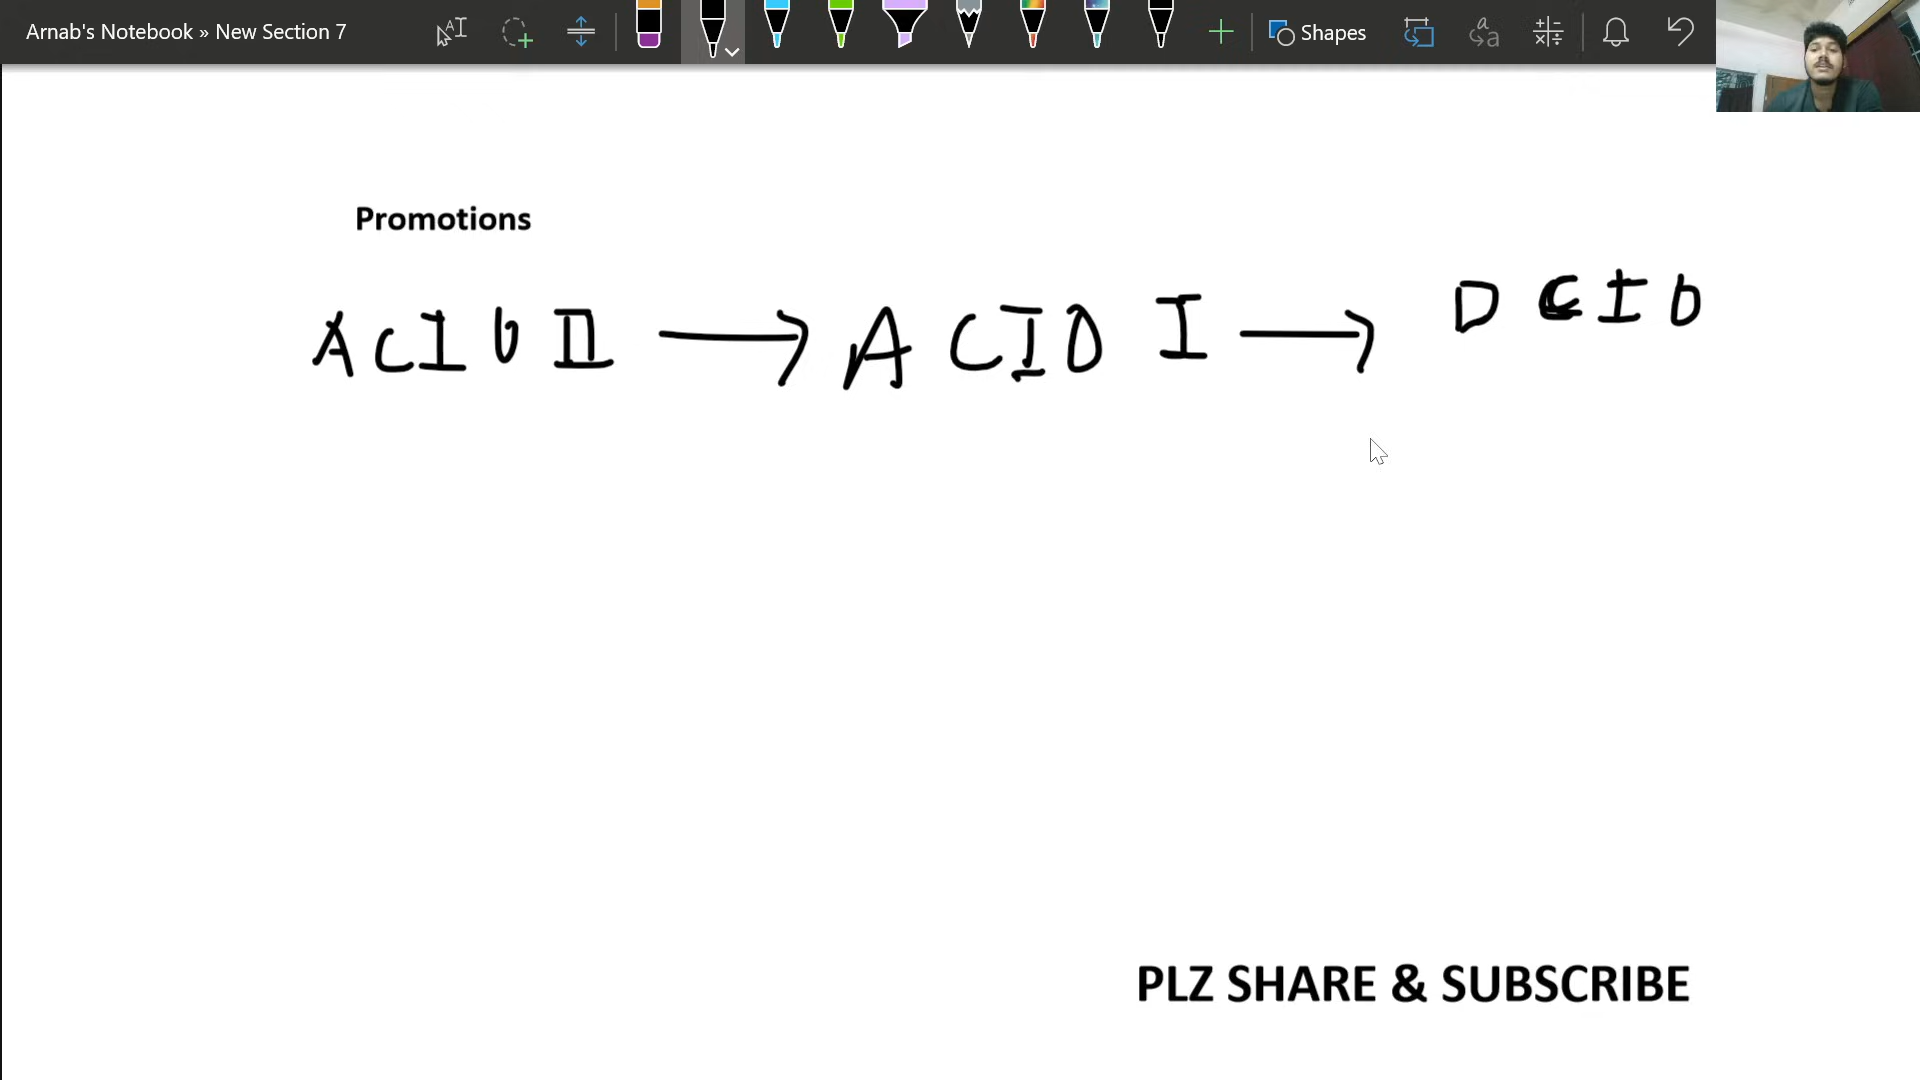 Arnab's Notebook » New Section 7
Shapes
Promotions
ACIO II → ACIO I → DCIO
PLZ SHARE & SUBSCRIBE